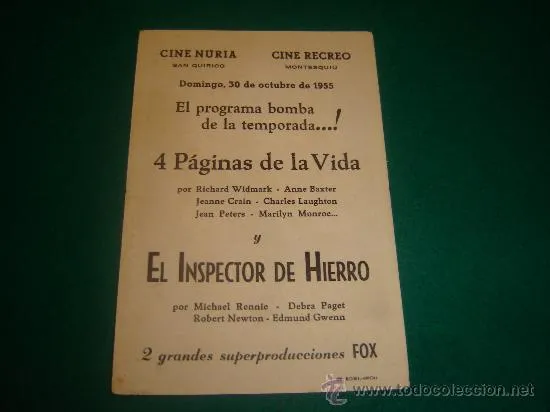 CINE NURIA CINE RECREO
SAN QUIRICO MONTESQUIU
Domingo, 30 de octubre de 1955
El programa bomba
de la temporada...!
4 Páginas de la Vida
por Richard Widmark - Anne Baxter
Jeanne Crain - Charles Laughton
Jean Peters - Marilyn Monroe...
y
EL INSPECTOR DE HIERRO
por Michael Rennie - Debra Paget
Robert Newton - Edmund Gwenn
2 grandes superproducciones FOX
www.todocoleccion.net